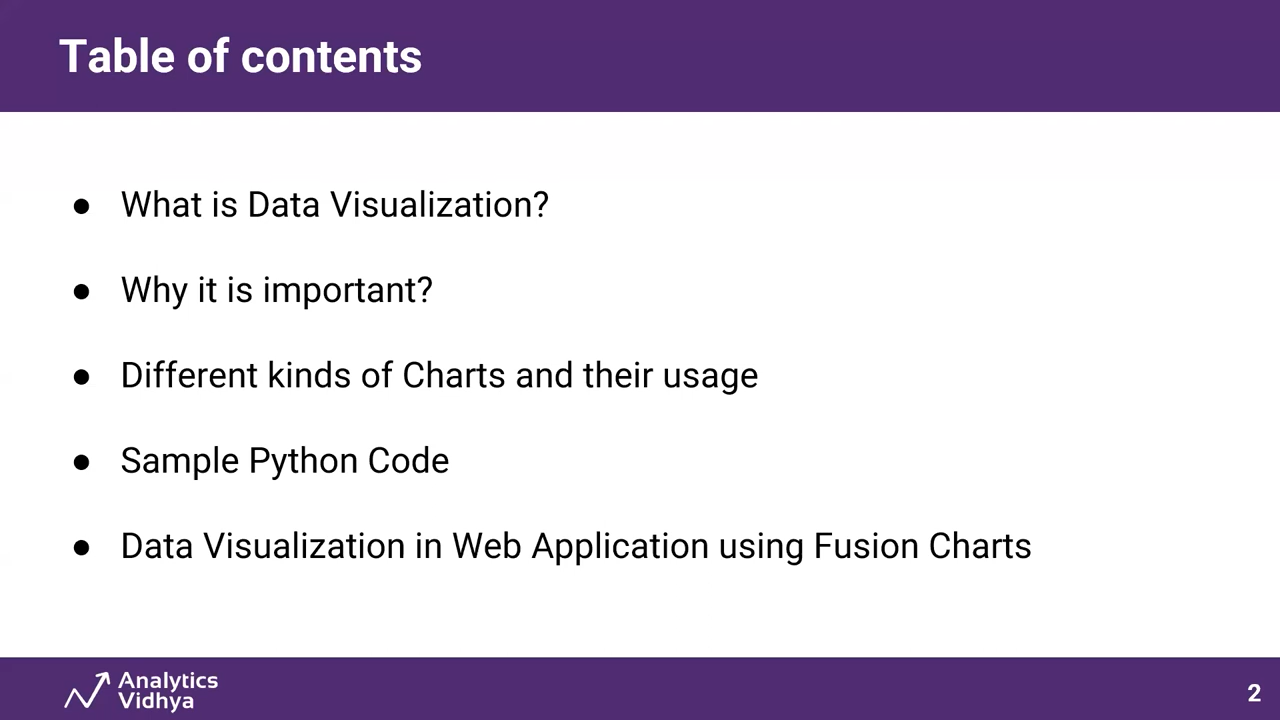 Table of contents
● What is Data Visualization?
● Why it is important?
● Different kinds of Charts and their usage
● Sample Python Code
● Data Visualization in Web Application using Fusion Charts
Analytics
Vidhya
2